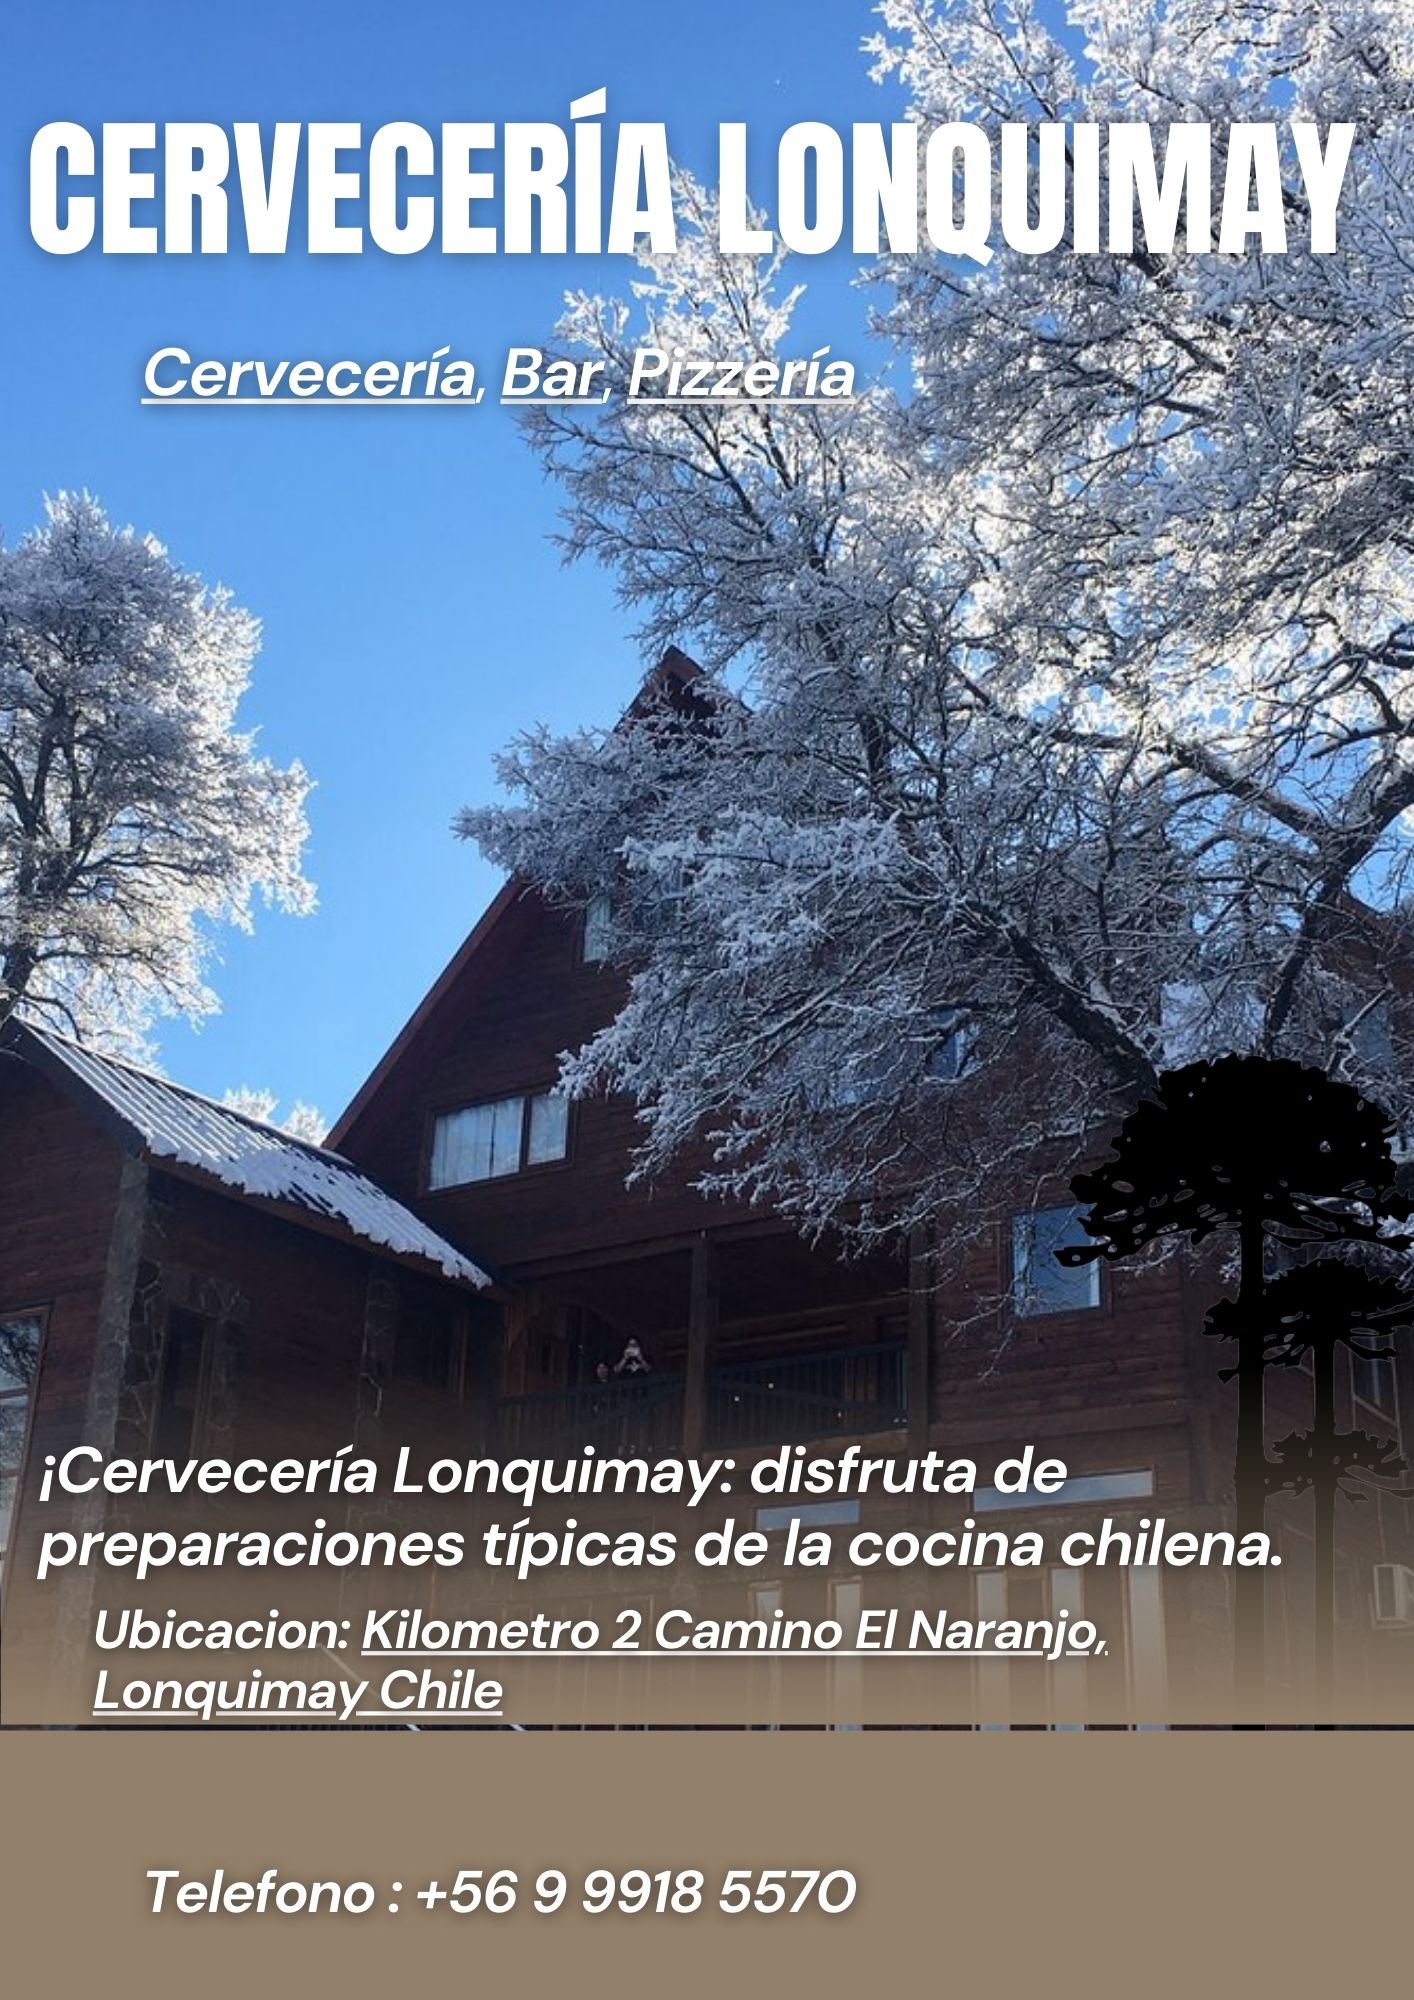 CERVECERÍA LONQUIMAY
Cervecería, Bar, Pizzería
¡Cervecería Lonquimay: disfruta de
preparaciones típicas de la cocina chilena.
Ubicacion: Kilometro 2 Camino El Naranjo,
Lonquimay Chile
Telefono : +56 9 9918 5570